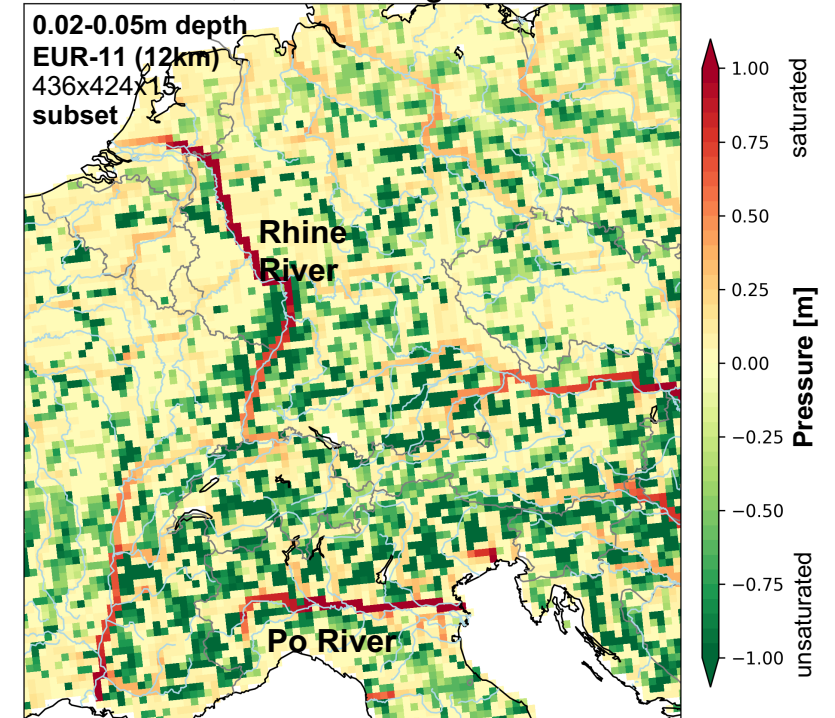 0.02-0.05m depth
EUR-11 (12km)
436x424x15
subset
Rhine
River
Po River
1.00
0.75
0.50
0.25
0.00
−0.25
−0.50
−0.75
−1.00
saturated
Pressure [m]
unsaturated